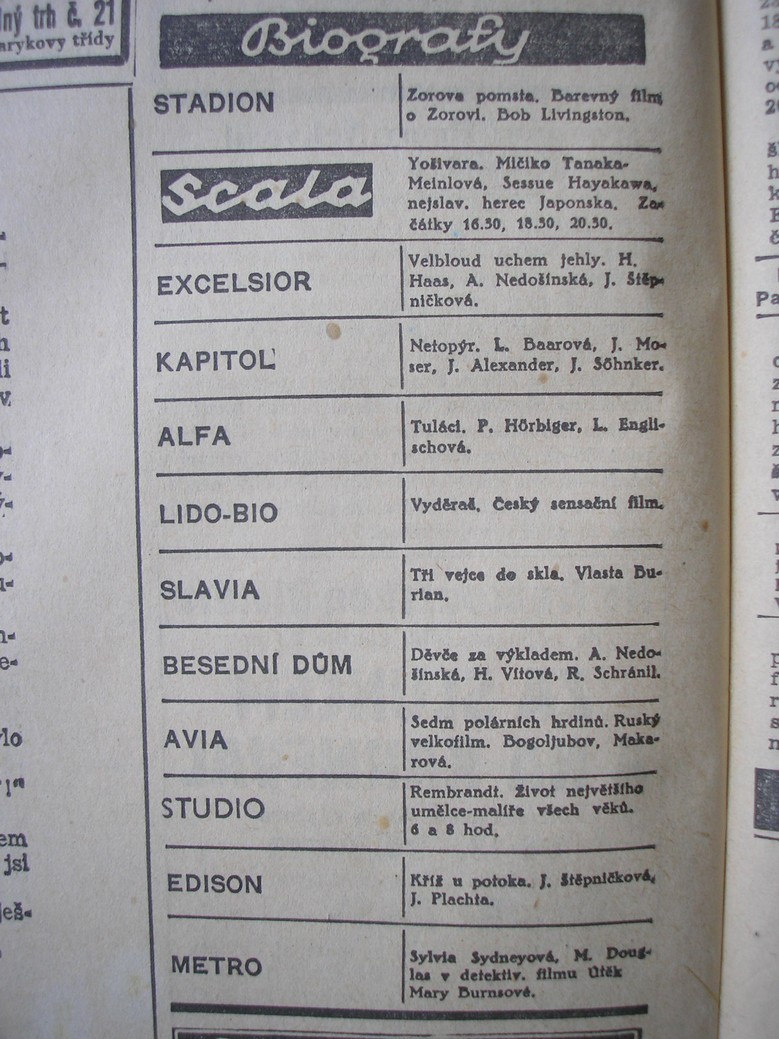 lný trh č. 21
arykovy třídy
Biografy
STADION
Zorova pomsta. Barevný film
o Zorovi. Bob Livingston.
Scala
Yošivara. Mičiko Tanaka-
Meinlová, Sessue Hayakawa,
nejslav. herec Japonska. Za-
čátky 16.30, 18.30, 20.30.
EXCELSIOR
Velbloud uchem jehly. H.
Haas, A. Nedošinská, J. Štěp-
ničková.
KAPITOL
Netopýr. L. Baarová, J. Mo-
ser, J. Alexander, J. Söhnker.
ALFA
Tuláci. P. Hörbiger, L. Engli-
schová.
LIDO-BIO
Vyděrač. Český sensační film.
SLAVIA
Tři vejce do skla. Vlasta Bu-
rian.
BESEDNÍ DŮM
Děvče za výkladem. A. Nedo-
šinská, H. Vítová, R. Schránil.
AVIA
Sedm polárních hrdinů. Ruský
velkofilm. Bogoljubov, Maka-
rová.
STUDIO
Rembrandt. Život největšího
umělce-malíře všech věků.
6 a 8 hod.
EDISON
Kříž u potoka. J. Štěpničková,
J. Plachta.
METRO
Sylvia Sydneyová, M. Doug-
las v detektiv. filmu Útěk
Mary Burnsové.